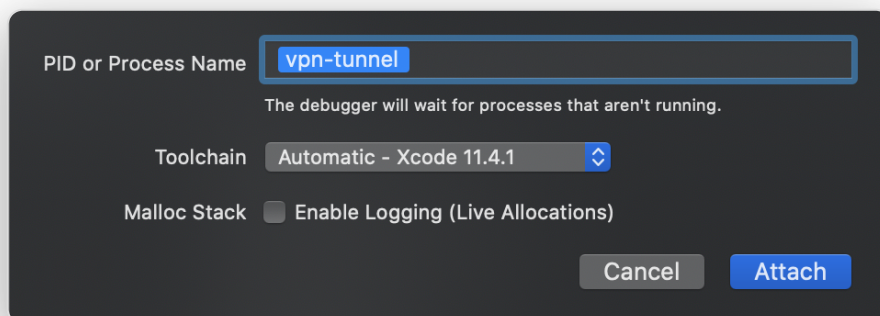 PID or Process Name vpn-tunnel
The debugger will wait for processes that aren't running.
Toolchain Automatic - Xcode 11.4.1
Malloc Stack Enable Logging (Live Allocations)
Cancel Attach